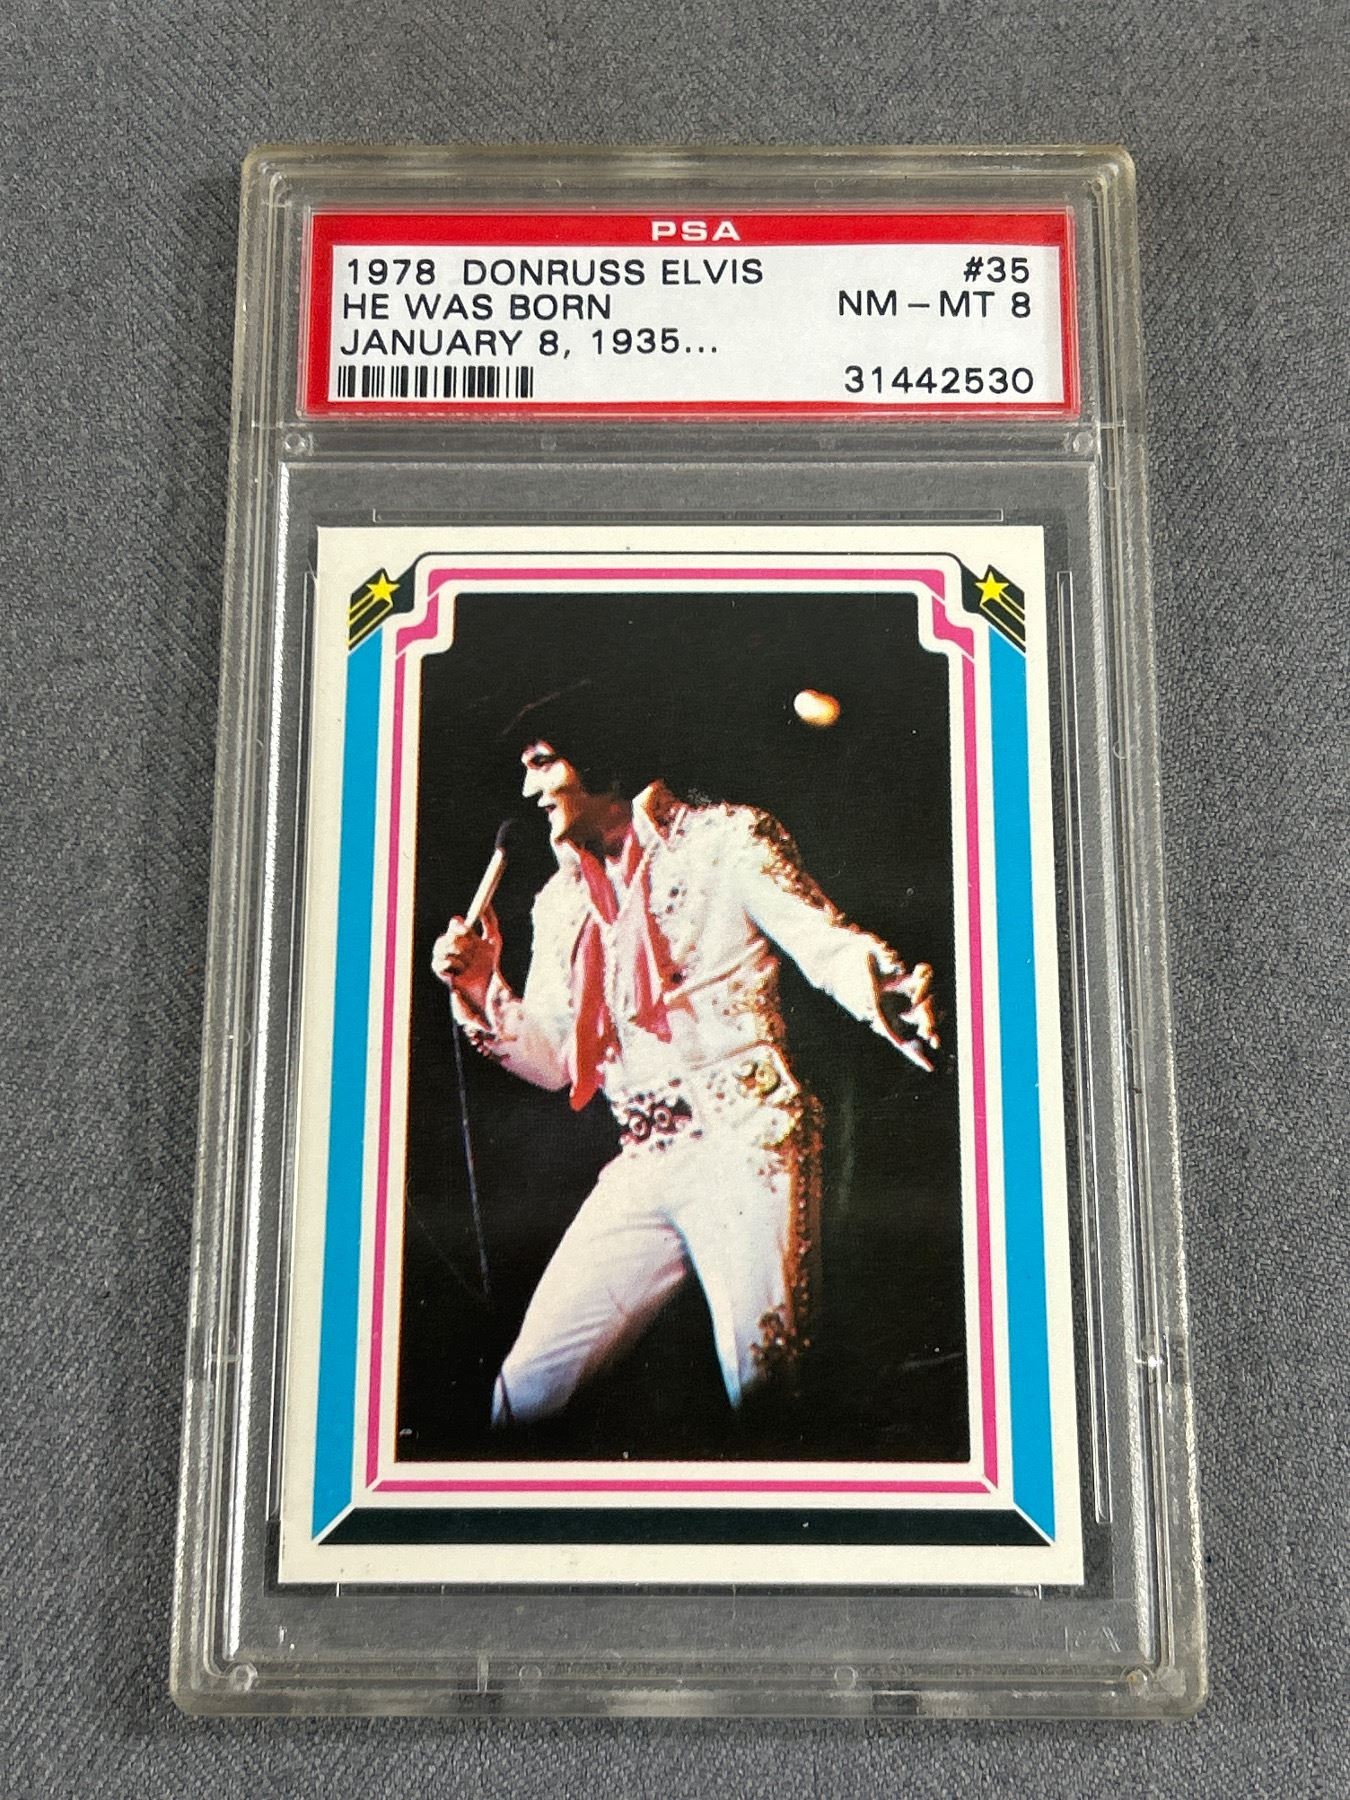 PSA
1978 DONRUSS ELVIS #35
HE WAS BORN NM - MT 8
JANUARY 8, 1935...
31442530